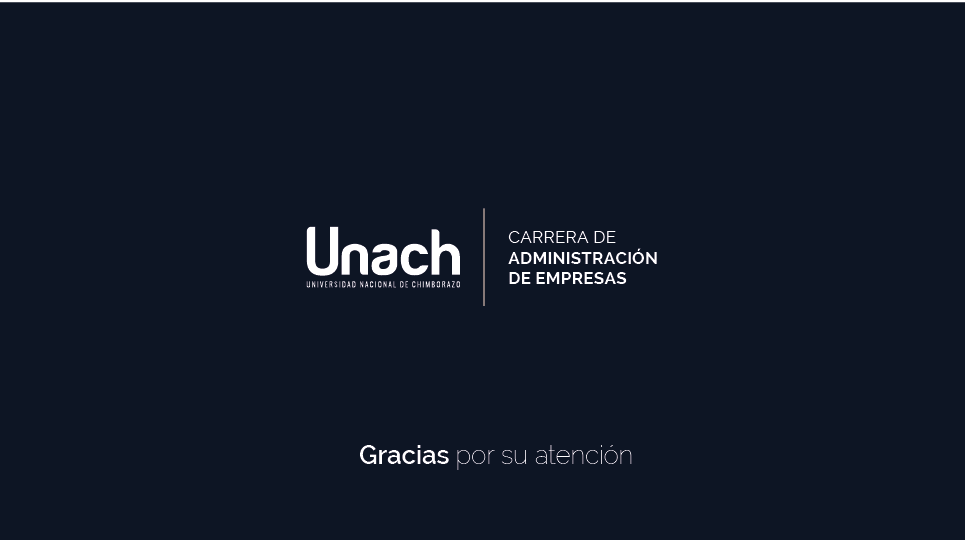 Unach
UNIVERSIDAD NACIONAL DE CHIMBORAZO
CARRERA DE
ADMINISTRACIÓN
DE EMPRESAS
Gracias por su atención